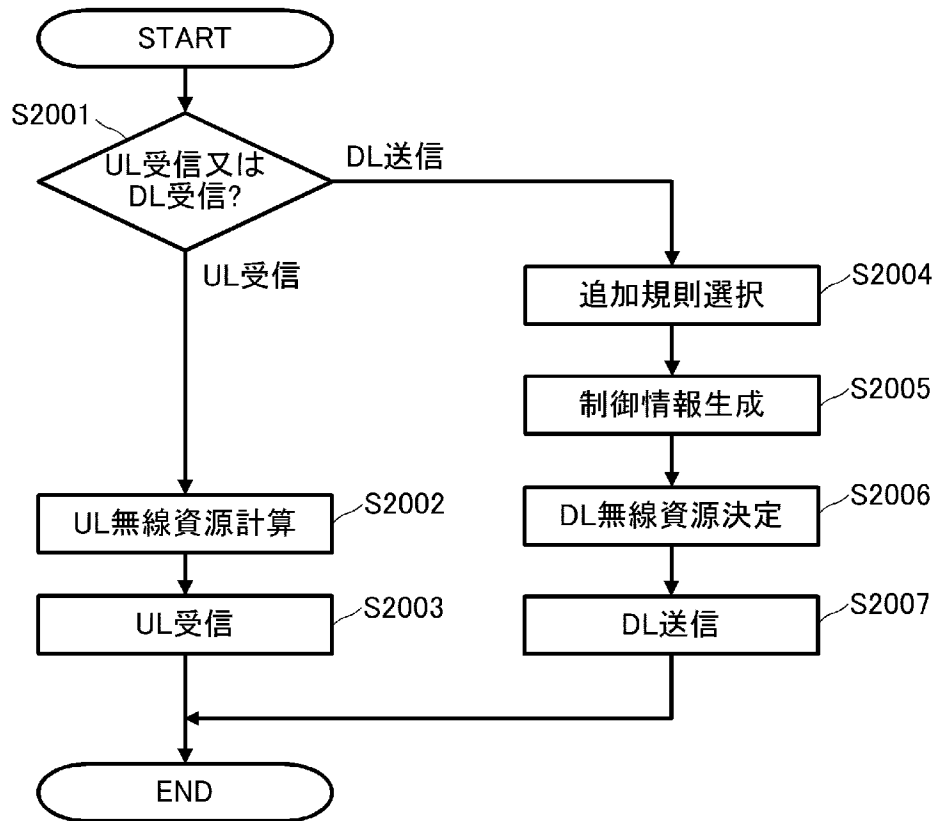 START
S2001
UL受信又は
DL受信?
DL送信
UL受信
追加規則選択
S2004
制御情報生成
S2005
UL無線資源計算
S2002
DL無線資源決定
S2006
UL受信
S2003
DL送信
S2007
END